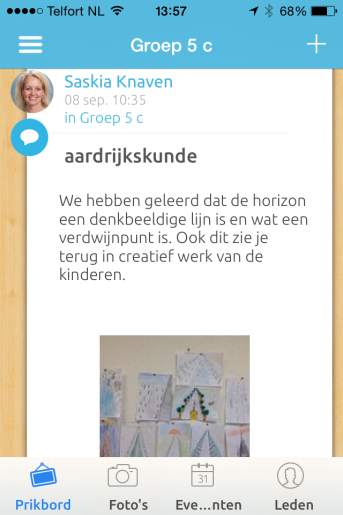 Telfort NL 13:57 68%
Groep 5 c
Saskia Knaven
08 sep. 10:35
in Groep 5 c
aardrijkskunde
We hebben geleerd dat de horizon
een denkbeeldige lijn is en wat een
verdwijnpunt is. Ook dit zie je
terug in creatief werk van de
kinderen.
31
Prikbord Foto's Eve...nten Leden